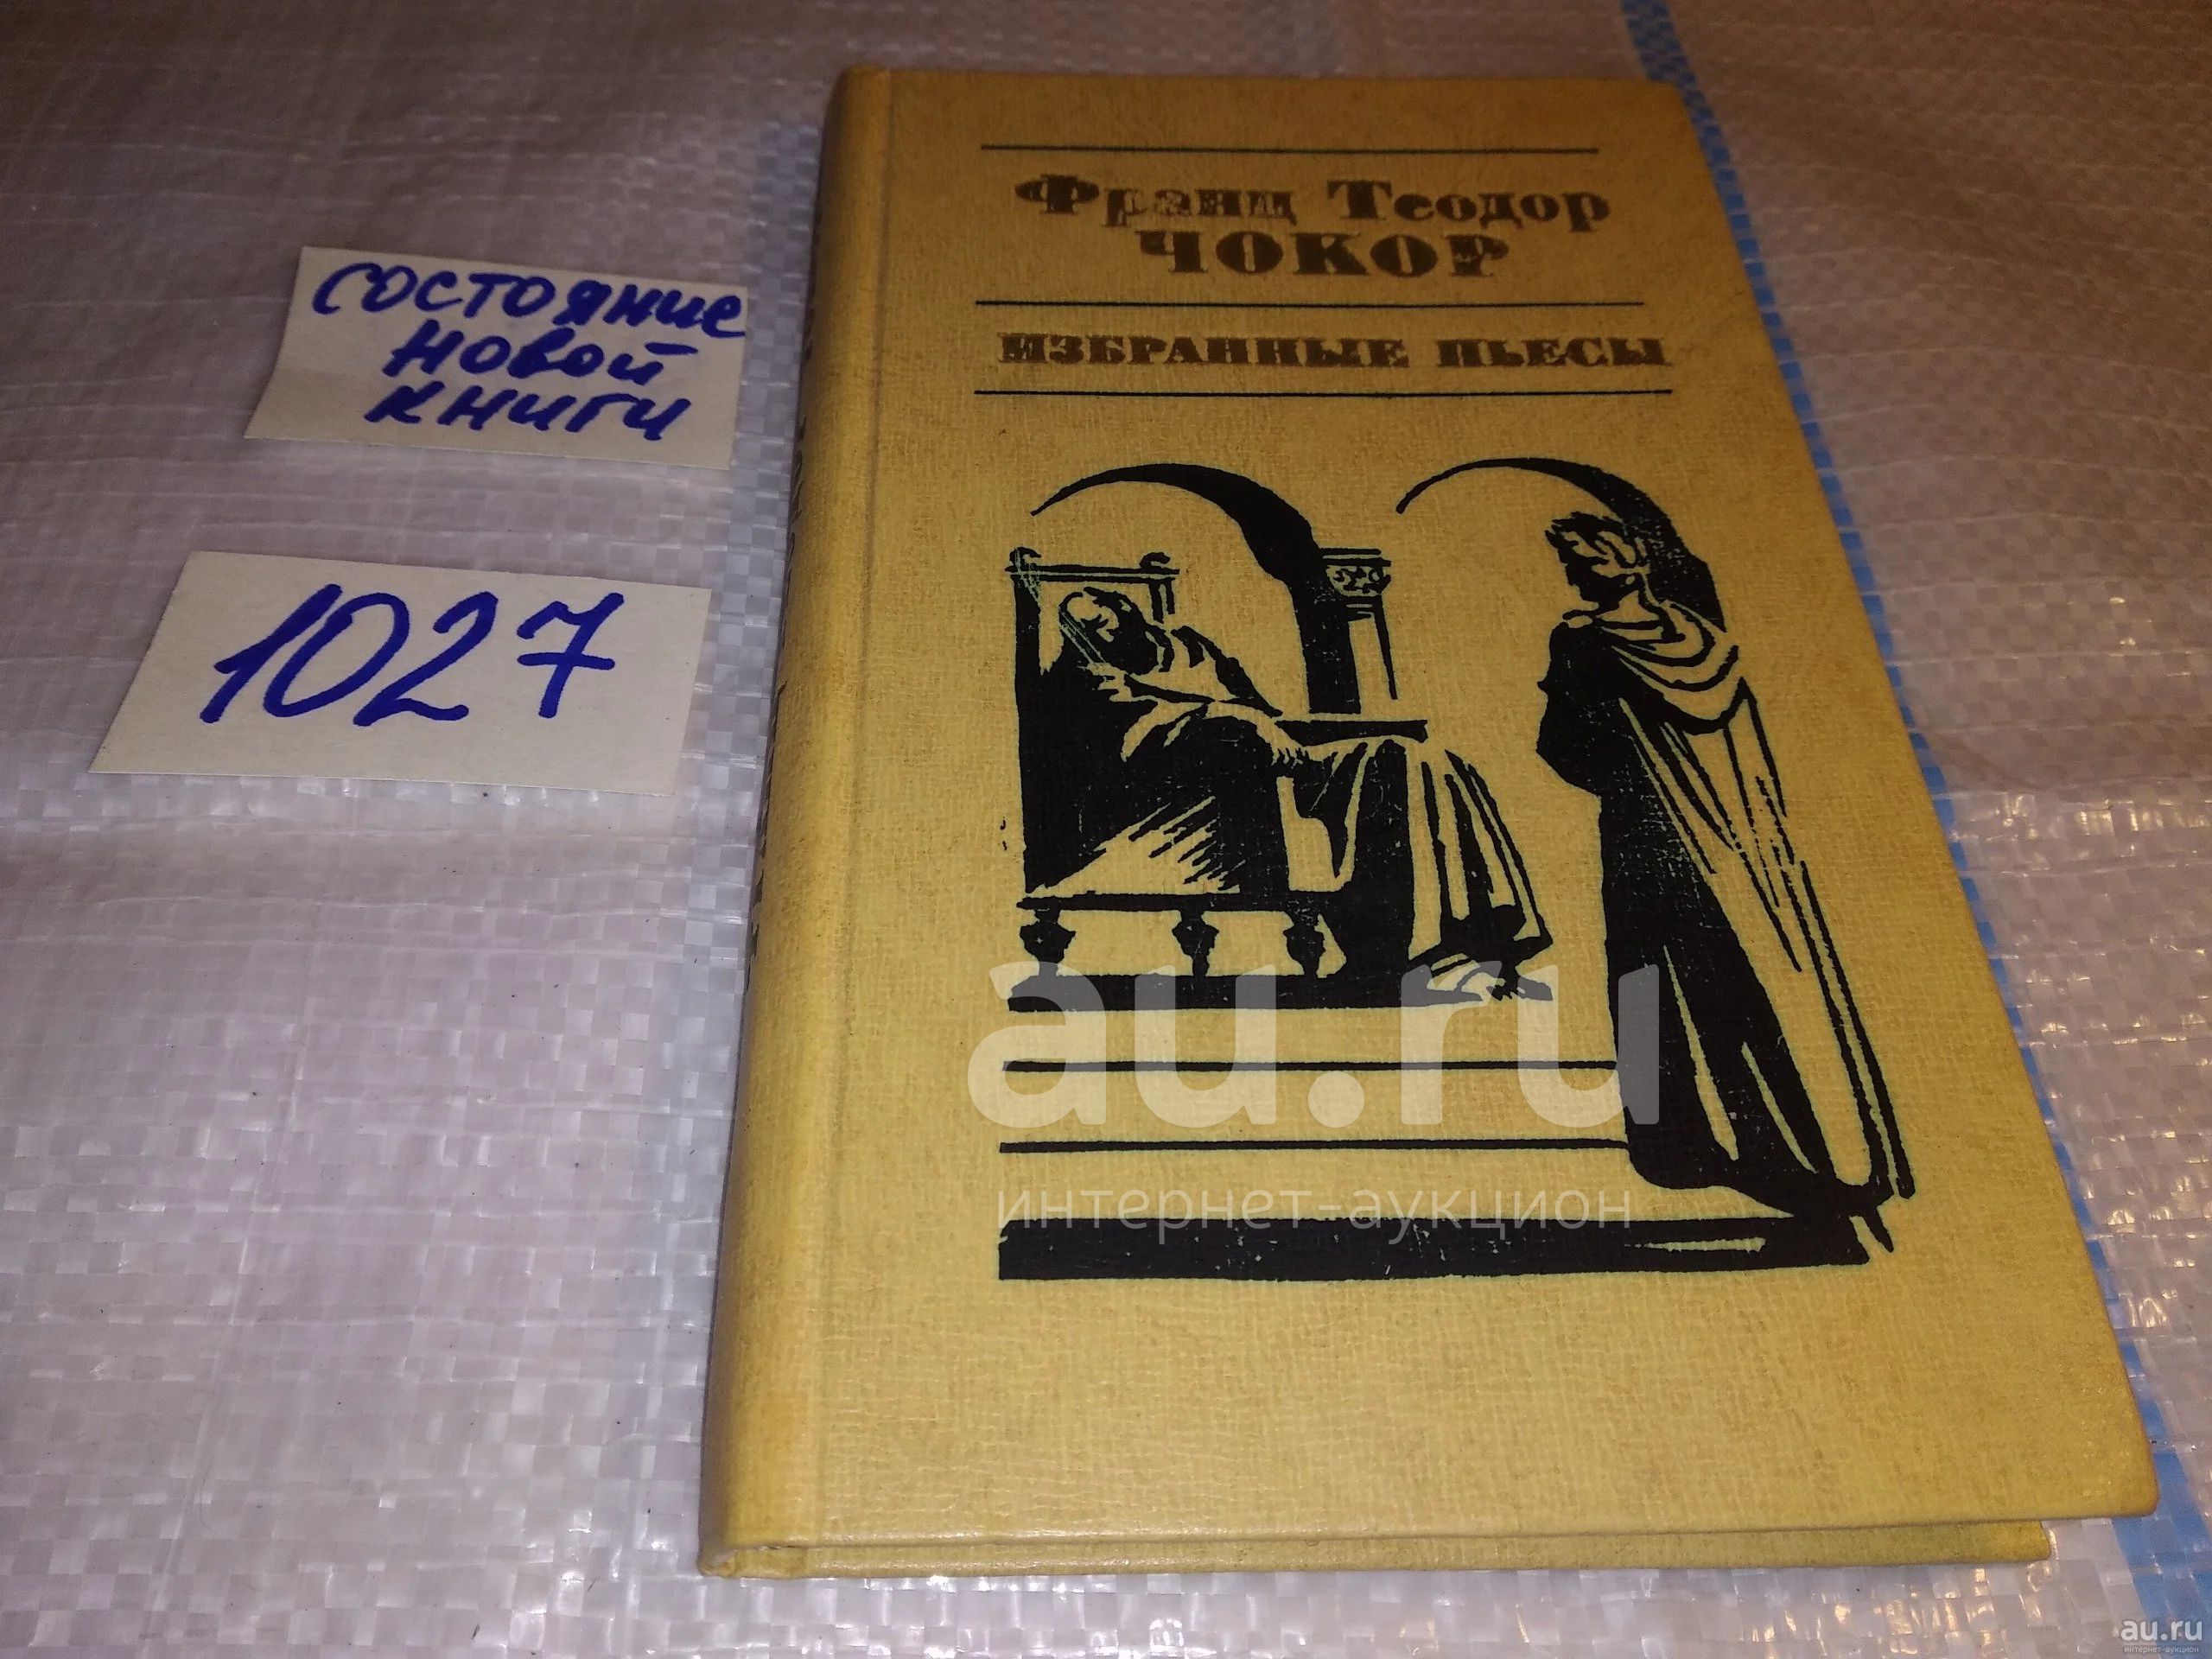 состояние
новой
книги
1027
Франц Теодор
ЧОКОР
ИЗБРАННЫЕ ПЬЕСЫ
au.ru
интернет-аукцион
au.ru
интернет-аукцион